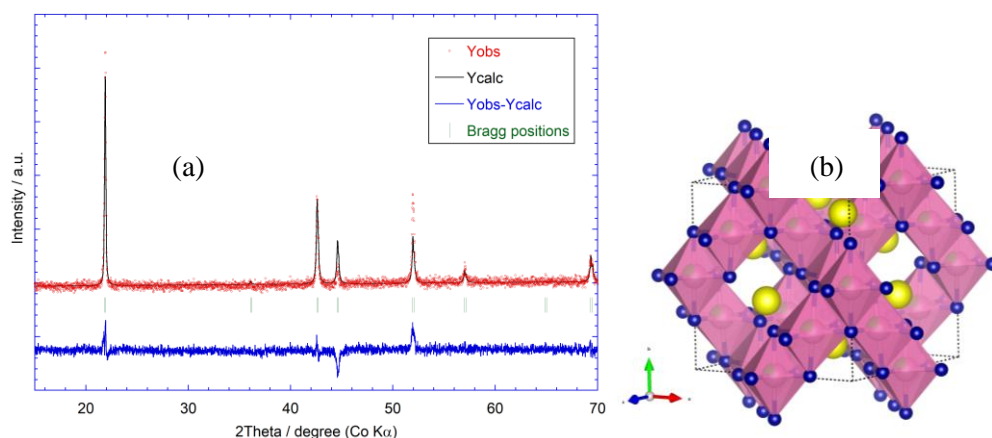 Yobs
Ycalc
Yobs-Ycalc
Bragg positions
(a)
(b)
Intensity / a.u.
20 30 40 50 60 70
2Theta / degree (Co Kα)